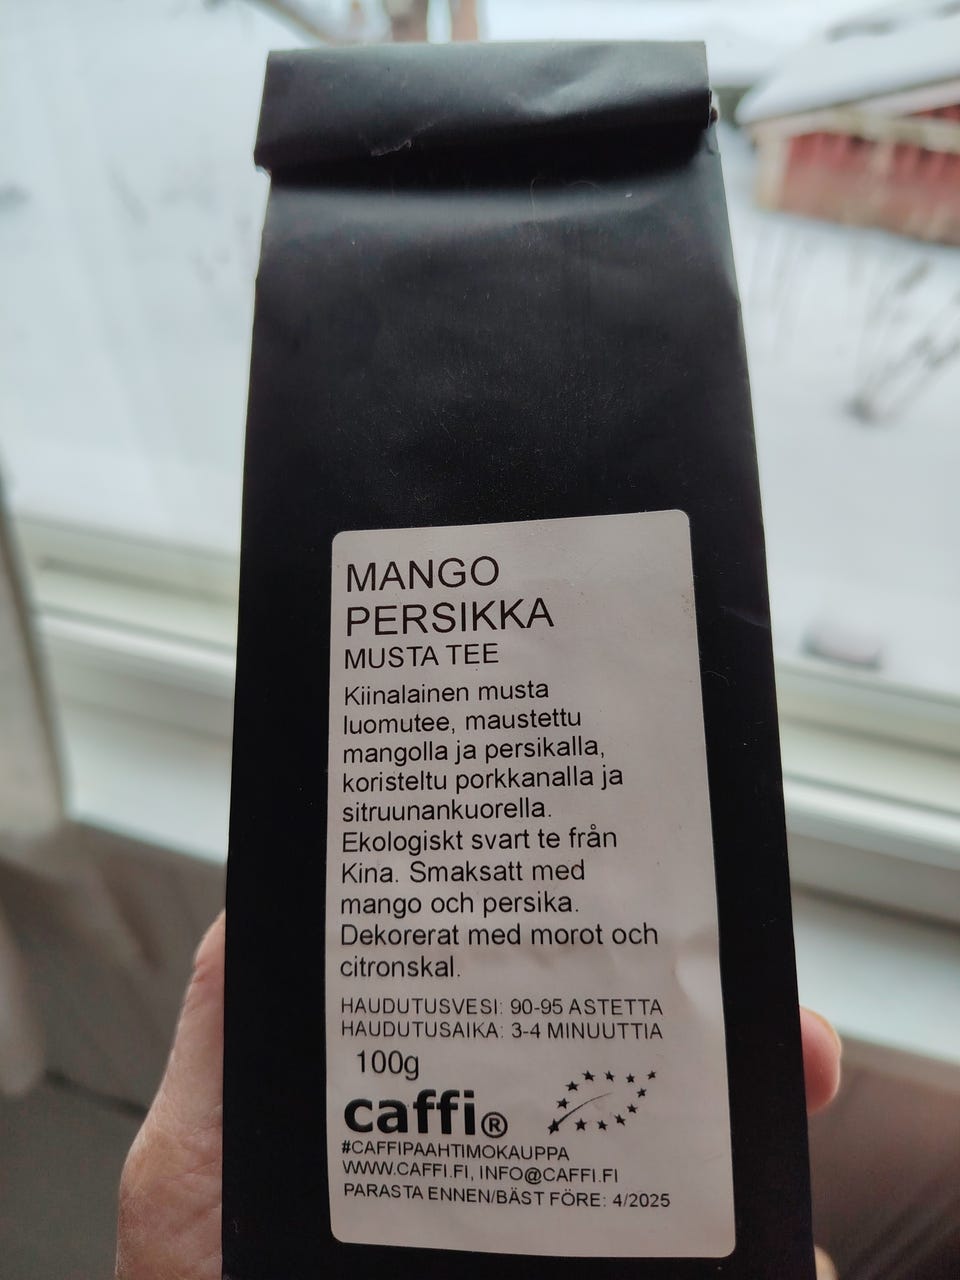 MANGO
PERSIKKA
MUSTA TEE
Kiinalainen musta
luomutee, maustettu
mangolla ja persikalla,
koristeltu porkkanalla ja
sitruunankuorella.
Ekologiskt svart te från
Kina. Smaksatt med
mango och persika.
Dekorerat med morot och
citronskal.
HAUDUTUSVESI: 90-95 ASTETTA
HAUDUTUSAIKA: 3-4 MINUUTTIA
100g
caffi®
#CAFFIPAAHTIMOKAUPPA
WWW.CAFFI.FI, INFO@CAFFI.FI
PARASTA ENNEN/BÄST FÖRE: 4/2025